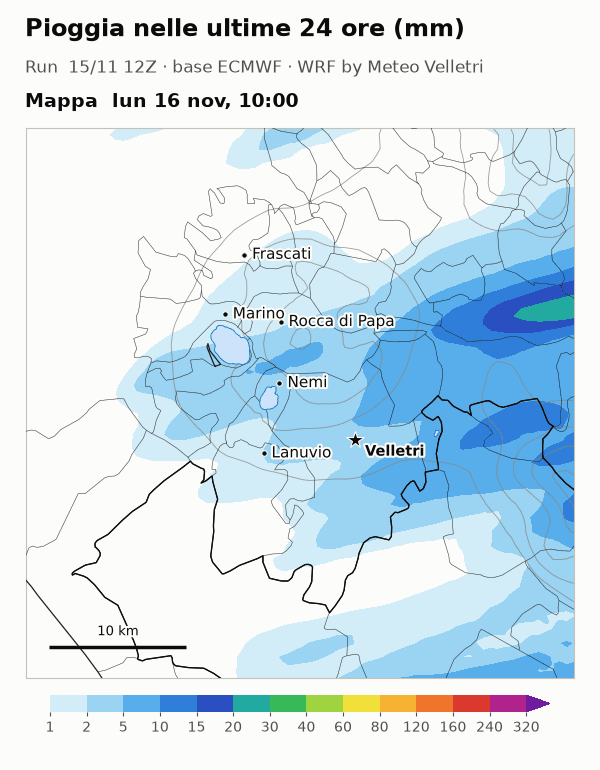 Pioggia nelle ultime 24 ore (mm)
Run  15/11 12Z · base ECMWF · WRF by Meteo Velletri
Mappa  lun 16 nov, 10:00
Frascati
Marino
Rocca di Papa
Nemi
Velletri
Lanuvio
10 km
1 2 5 10 15 20 30 40 60 80 120 160 240 320